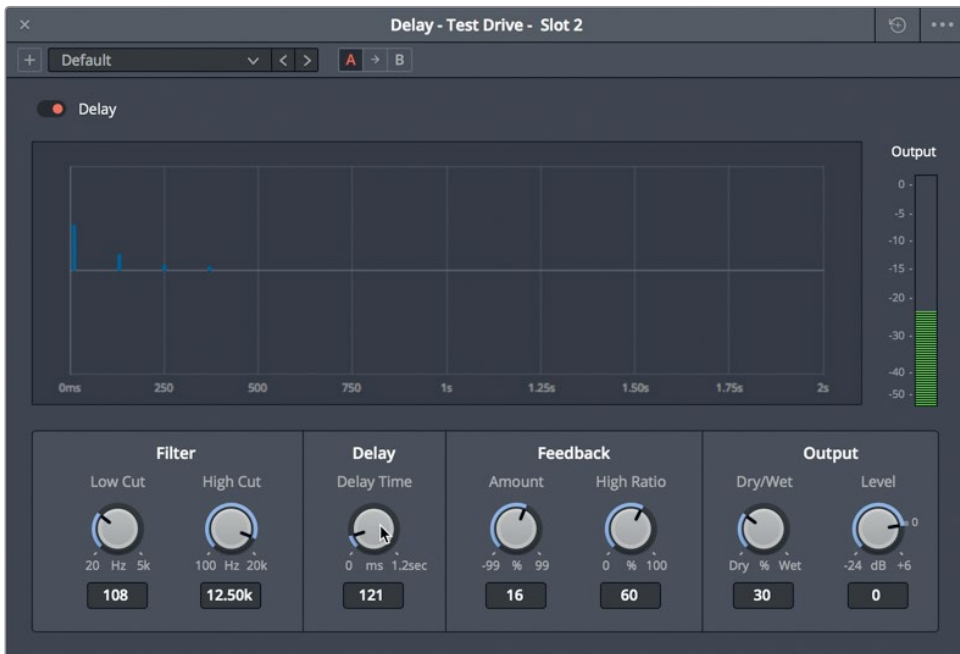 Delay - Test Drive - Slot 2
Default
A
B
Delay
Output
0 -
-5 -
-10 -
-15 -
-20 -
-30 -
-40 -
-50 -
0ms 250 500 750 1s 1.25s 1.50s 1.75s 2s
Filter
Low Cut High Cut
20 Hz 5k 100 Hz 20k
108 12.50k
Delay
Delay Time
0 ms 1.2sec
121
Feedback
Amount High Ratio
-99 % 99 0 % 100
16 60
Output
Dry/Wet Level
0
Dry % Wet -24 dB +6
30 0